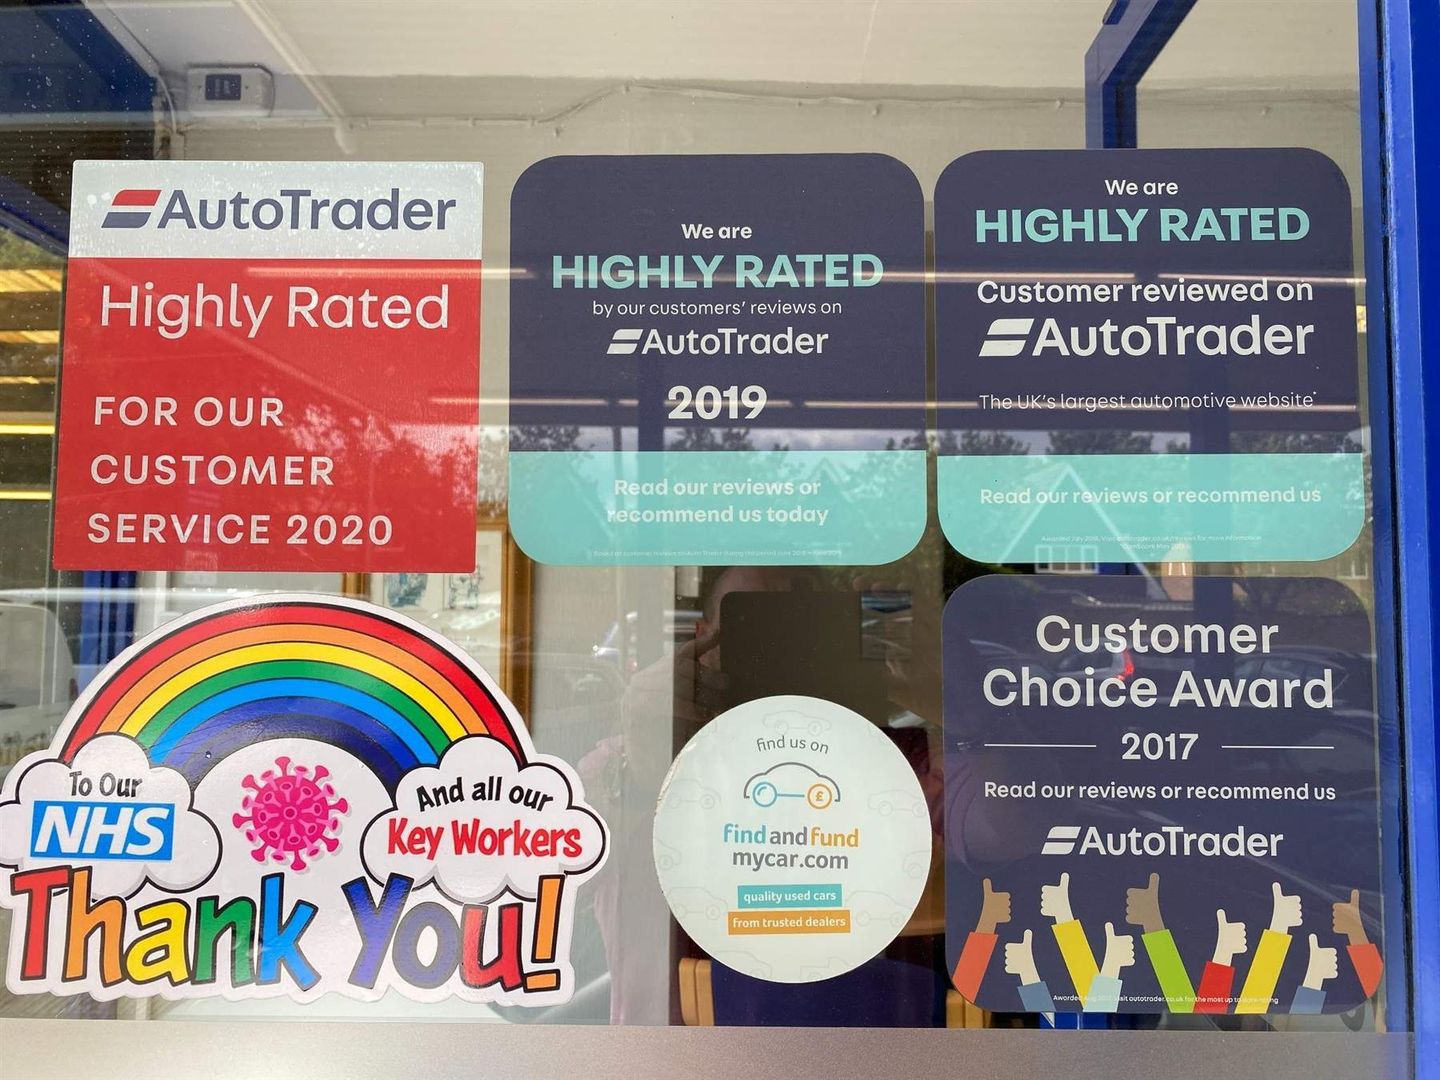 AutoTrader
Highly Rated
FOR OUR
CUSTOMER
SERVICE 2020
We are
HIGHLY RATED
by our customers' reviews on
AutoTrader
2019
Read our reviews or
recommend us today
We are
HIGHLY RATED
Customer reviewed on
AutoTrader
The UK's largest automotive website*
Read our reviews or recommend us
To Our
NHS
And all our
Key Workers
Thank You!
find us on
£
find and fund
mycar.com
quality used cars
from trusted dealers
Customer
Choice Award
2017
Read our reviews or recommend us
AutoTrader